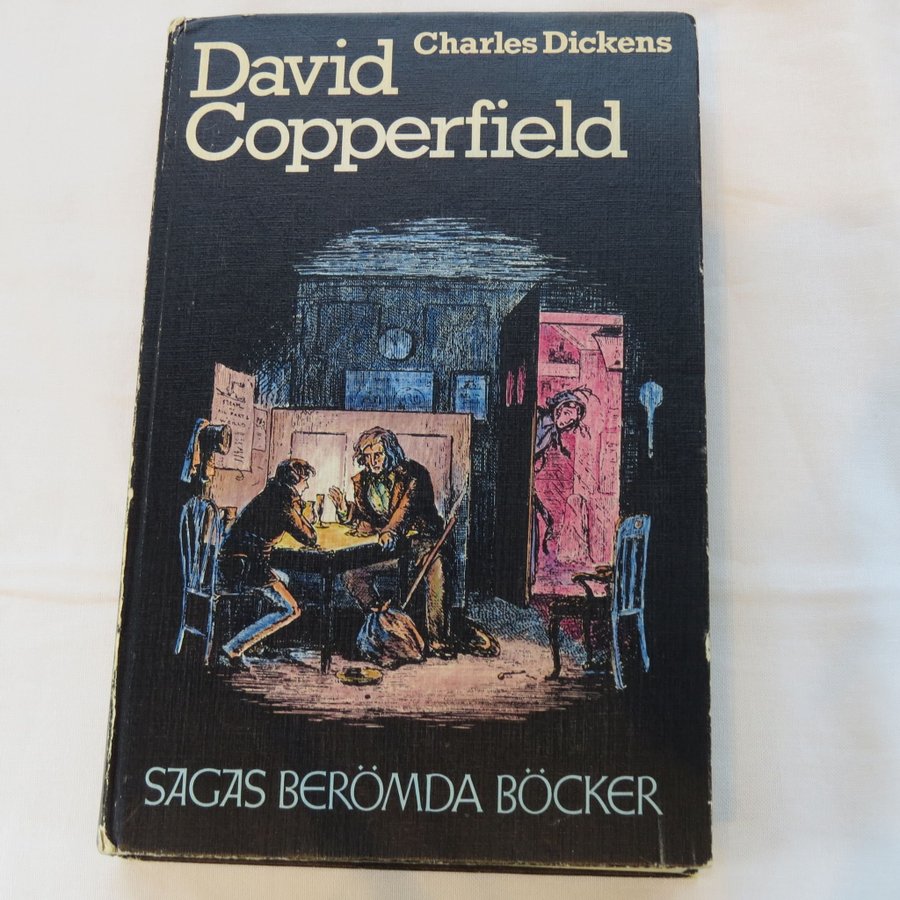 Charles Dickens
David
Copperfield
SAGAS BERÖMDA BÖCKER